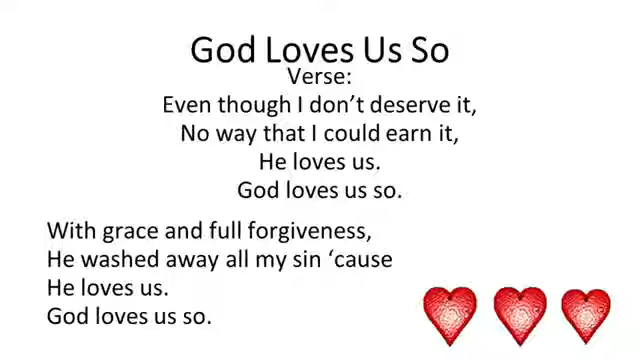 God Loves Us So
Verse:
Even though I don’t deserve it,
No way that I could earn it,
He loves us.
God loves us so.
With grace and full forgiveness,
He washed away all my sin ‘cause
He loves us.
God loves us so.